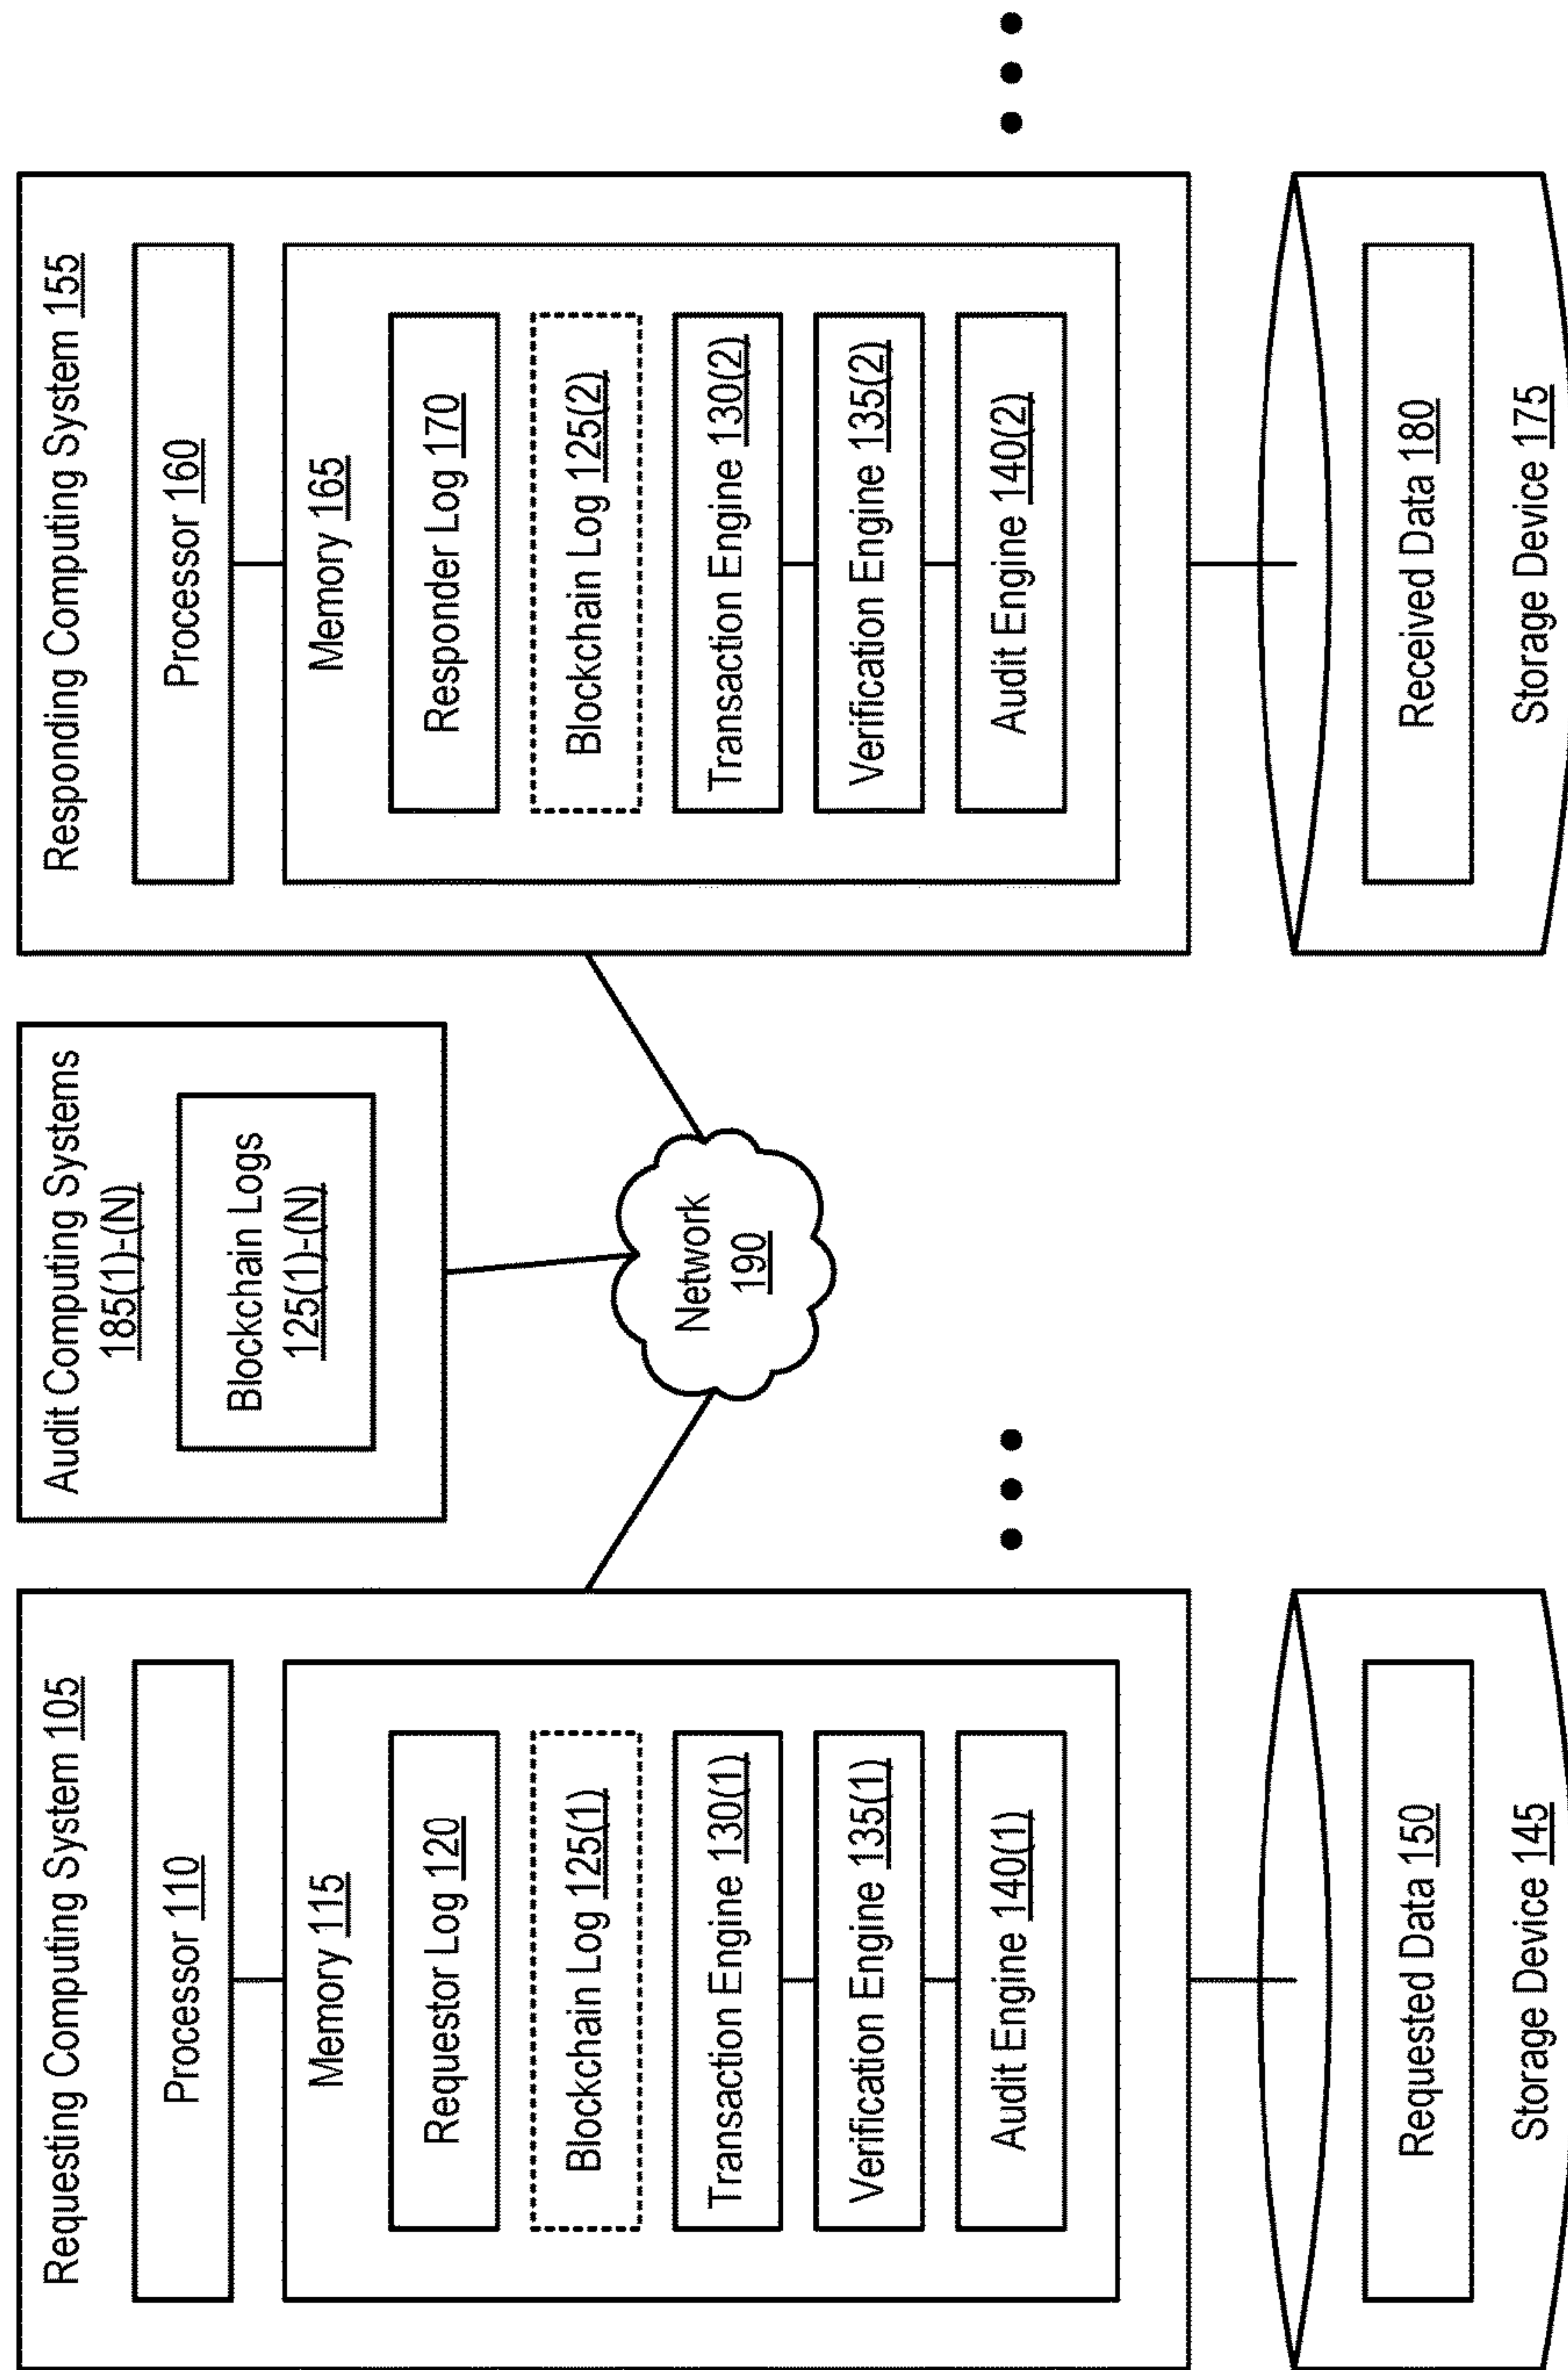 Requesting Computing System 105
Processor 110
Memory 115
Requestor Log 120
Blockchain Log 125(1)
Transaction Engine 130(1)
Verification Engine 135(1)
Audit Engine 140(1)
Requested Data 150
Storage Device 145
Audit Computing Systems
185(1)-(N)
Blockchain Logs
125(1)-(N)
Network
190
Responding Computing System 155
Processor 160
Memory 165
Responder Log 170
Blockchain Log 125(2)
Transaction Engine 130(2)
Verification Engine 135(2)
Audit Engine 140(2)
Received Data 180
Storage Device 175